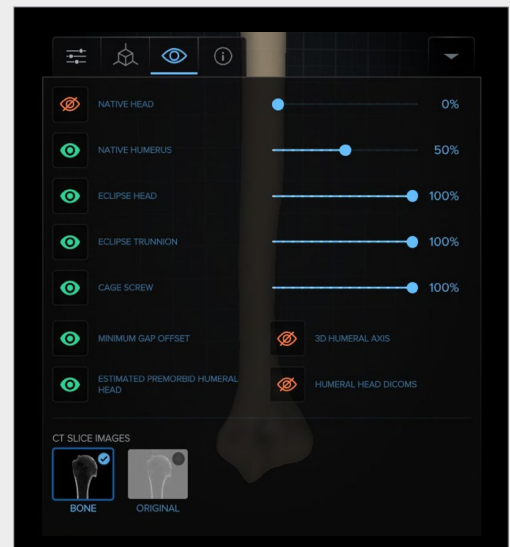 NATIVE HEAD 0%
NATIVE HUMERUS 50%
ECLIPSE HEAD 100%
ECLIPSE TRUNNION 100%
CAGE SCREW 100%
MINIMUM GAP OFFSET 3D HUMERAL AXIS
ESTIMATED PREMORBID HUMERAL
HEAD
HUMERAL HEAD DICOMS
CT SLICE IMAGES
BONE ORIGINAL